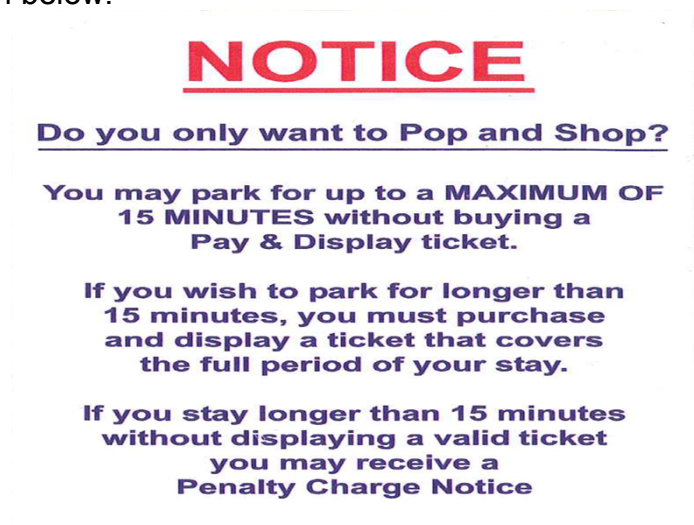 below.
NOTICE
Do you only want to Pop and Shop?
You may park for up to a MAXIMUM OF
15 MINUTES without buying a
Pay & Display ticket.
If you wish to park for longer than
15 minutes, you must purchase
and display a ticket that covers
the full period of your stay.
If you stay longer than 15 minutes
without displaying a valid ticket
you may receive a
Penalty Charge Notice